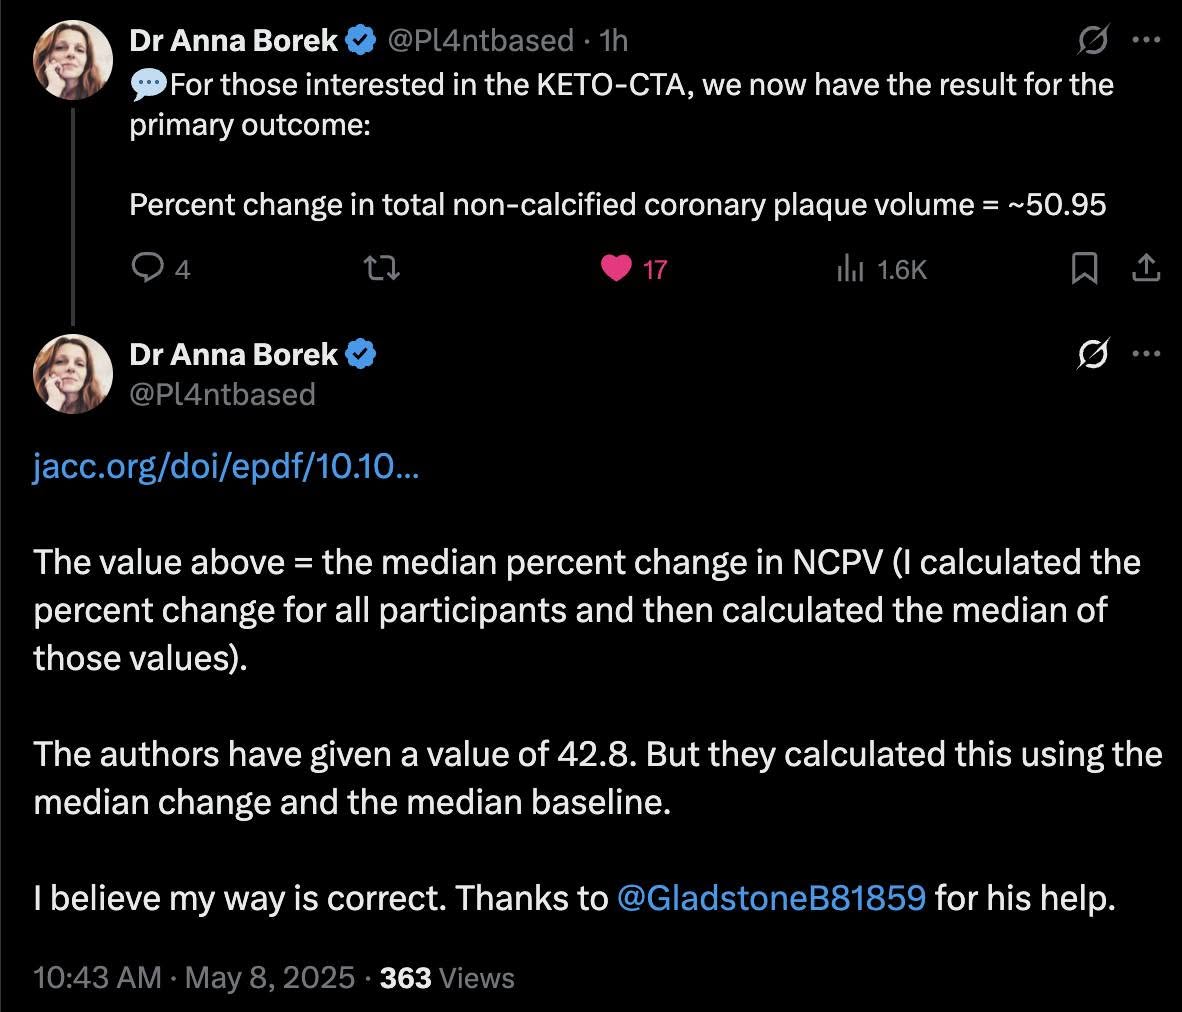 Dr Anna Borek @Pl4ntbased · 1h
💬For those interested in the KETO-CTA, we now have the result for the
primary outcome:
Percent change in total non-calcified coronary plaque volume = ~50.95
4 17 1.6K
Dr Anna Borek
@Pl4ntbased
jacc.org/doi/epdf/10.10...
The value above = the median percent change in NCPV (I calculated the
percent change for all participants and then calculated the median of
those values).
The authors have given a value of 42.8. But they calculated this using the
median change and the median baseline.
I believe my way is correct. Thanks to @GladstoneB81859 for his help.
10:43 AM · May 8, 2025 · 363 Views